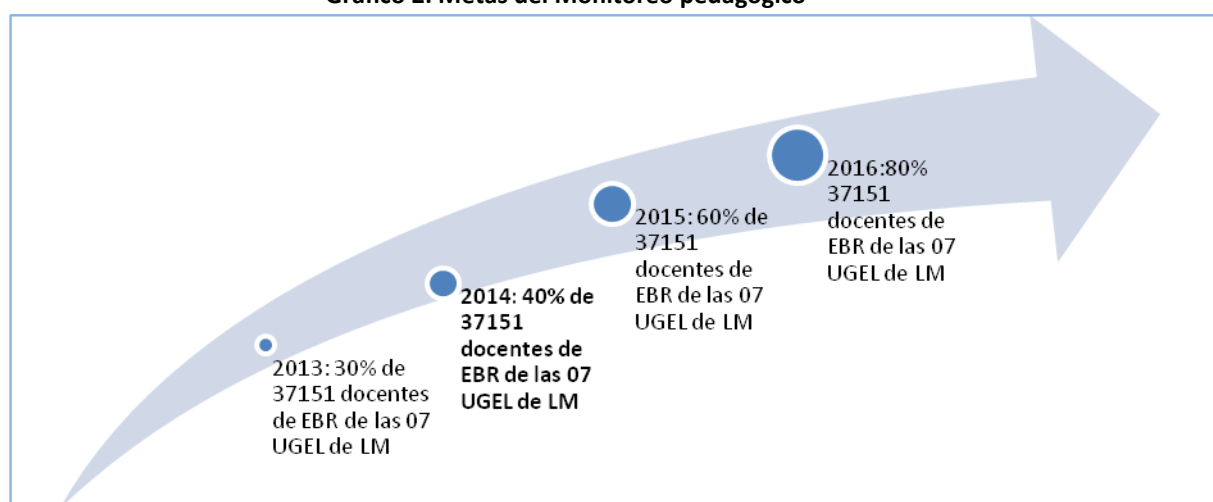 Gráfico 2: Metas del Monitoreo pedagógico
2013: 30% de
37151 docentes
de EBR de las 07
UGEL de LM
2014: 40% de
37151
docentes de
EBR de las 07
UGEL de LM
2015: 60% de
37151
docentes de
EBR de las 07
UGEL de LM
2016:80%
37151
docentes de
EBR de las 07
UGEL de LM